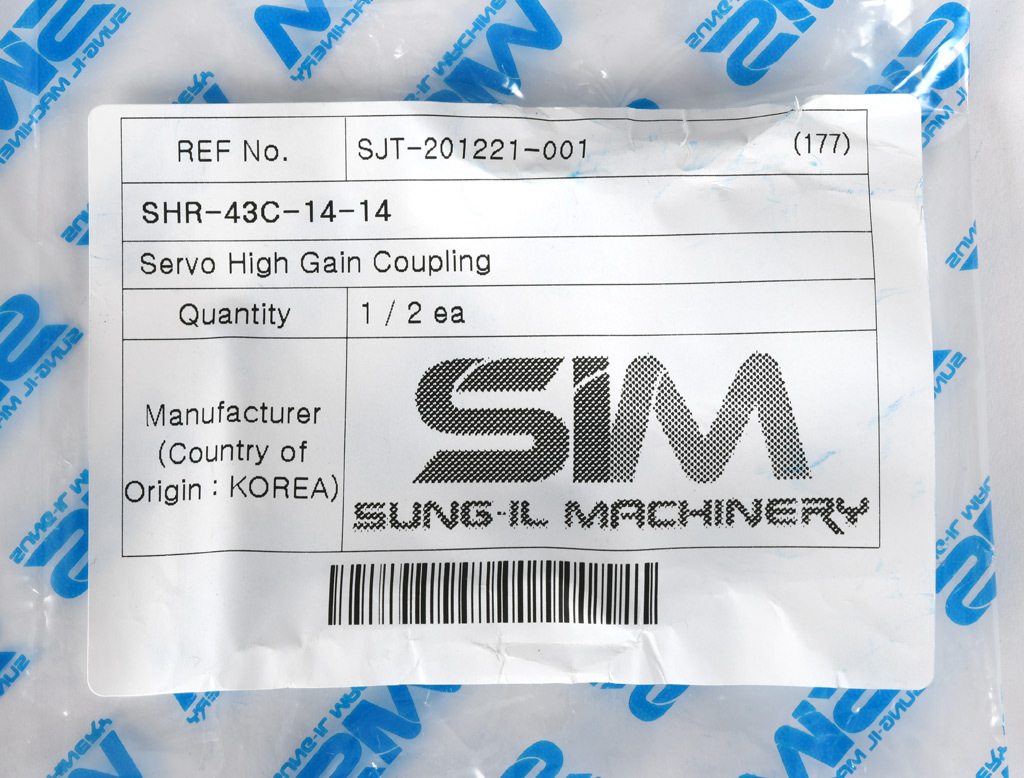 REF No. SJT-201221-001 (177)
SHR-43C-14-14
Servo High Gain Coupling
Quantity 1 / 2 ea
Manufacturer
(Country of
Origin : KOREA)
SIM
SUNG-IL MACHINERY